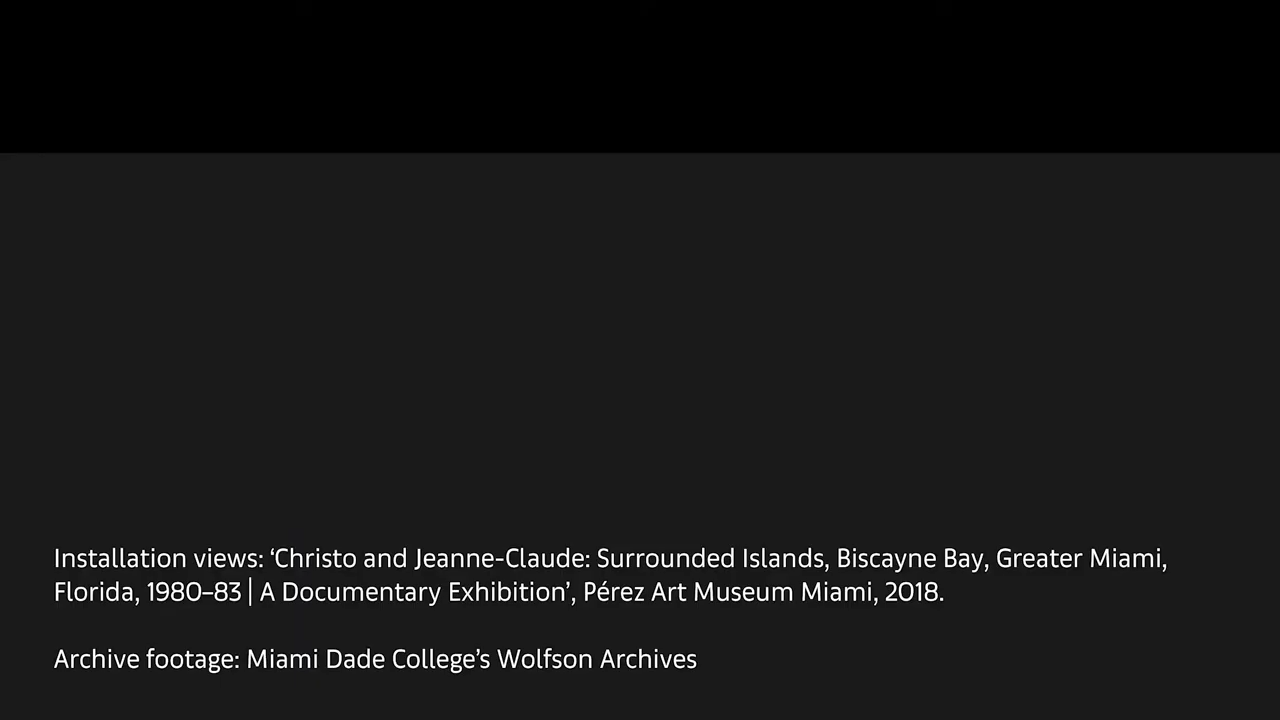 Installation views: ‘Christo and Jeanne-Claude: Surrounded Islands, Biscayne Bay, Greater Miami,
Florida, 1980–83 | A Documentary Exhibition’, Pérez Art Museum Miami, 2018.
Archive footage: Miami Dade College’s Wolfson Archives